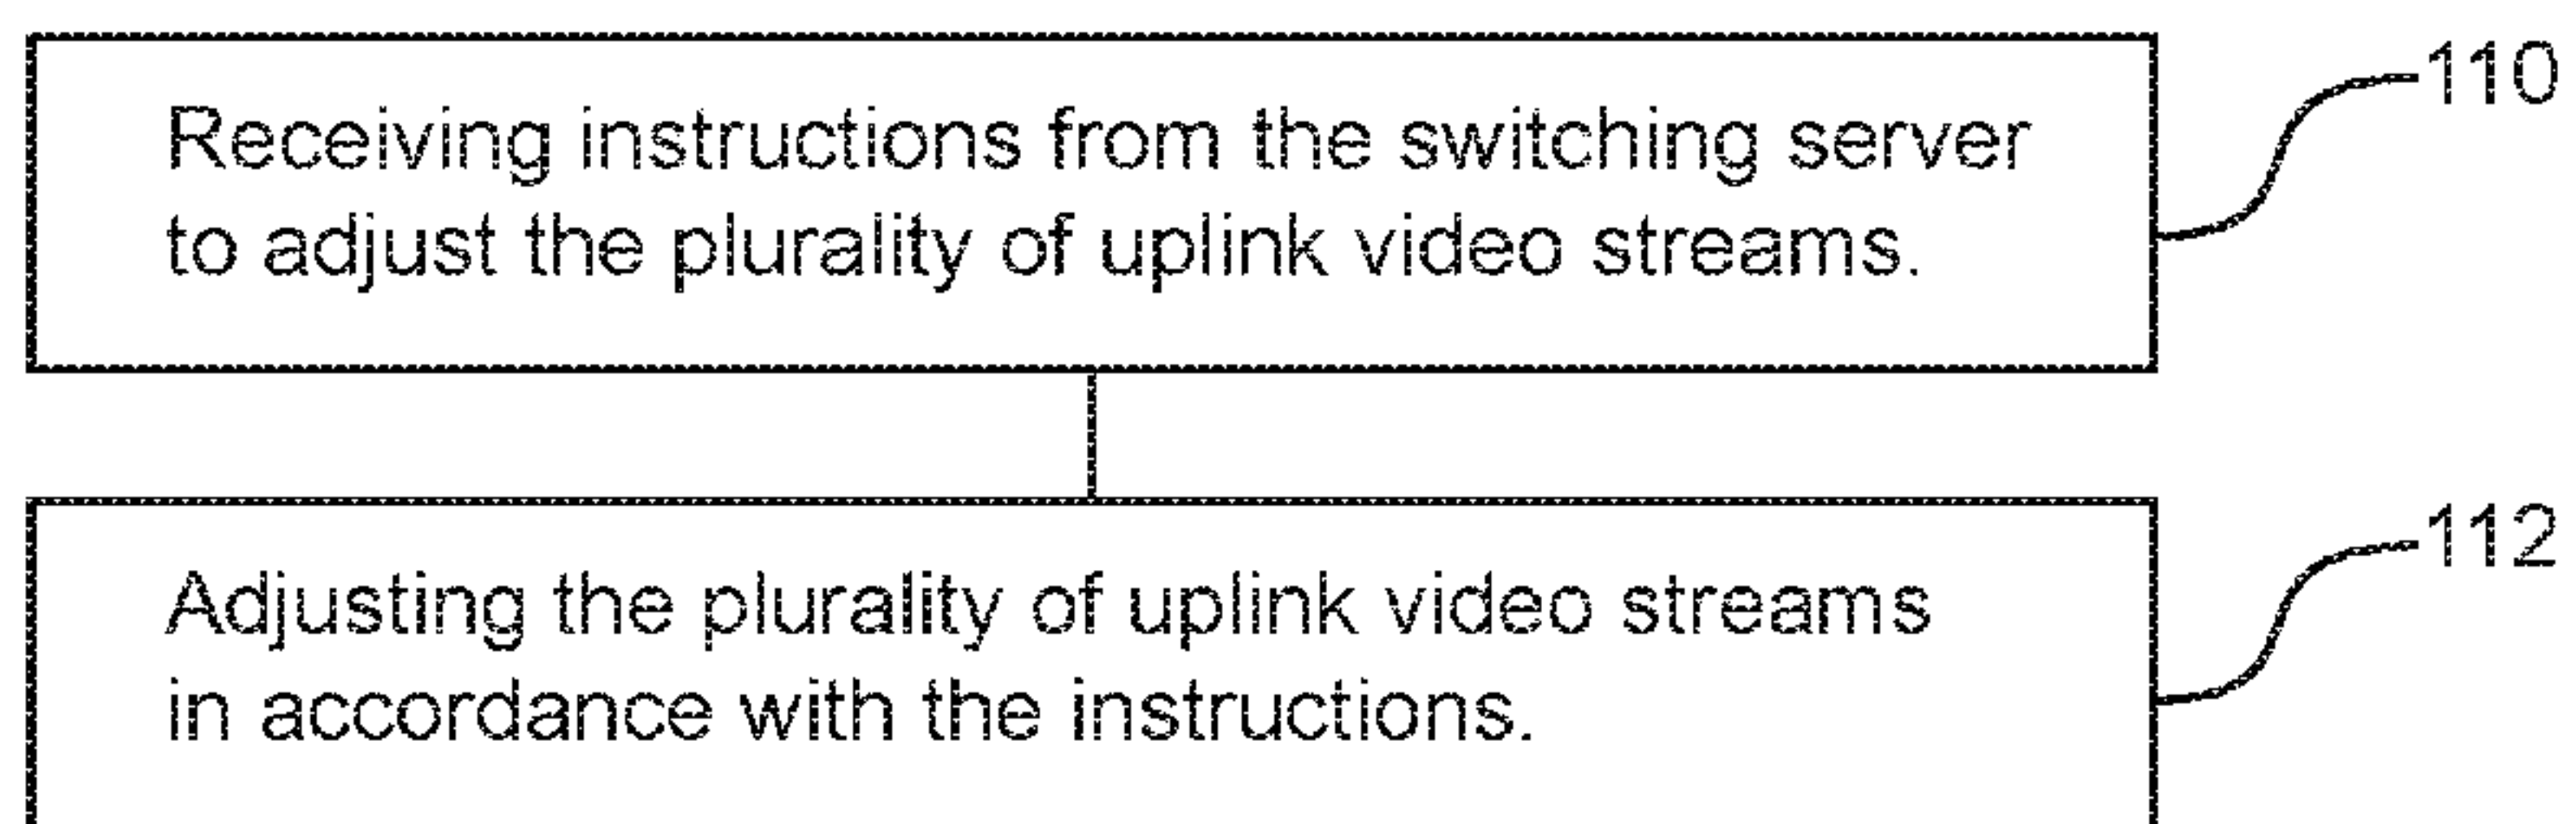 Receiving instructions from the switching server
to adjust the plurality of uplink video streams.
110
Adjusting the plurality of uplink video streams
in accordance with the instructions.
112